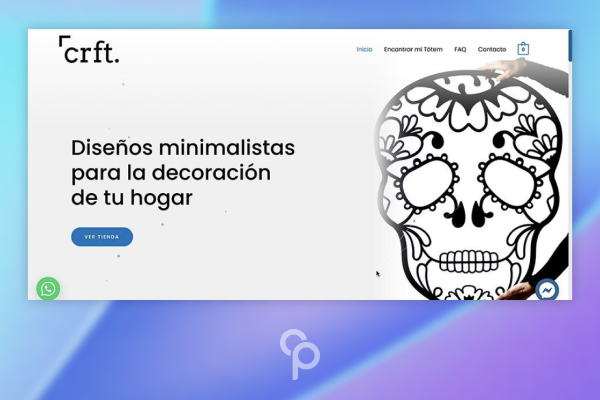 crft.
Inicio Encontrar mi Tótem FAQ Contacto 0
Diseños minimalistas
para la decoración
de tu hogar
VER TIENDA